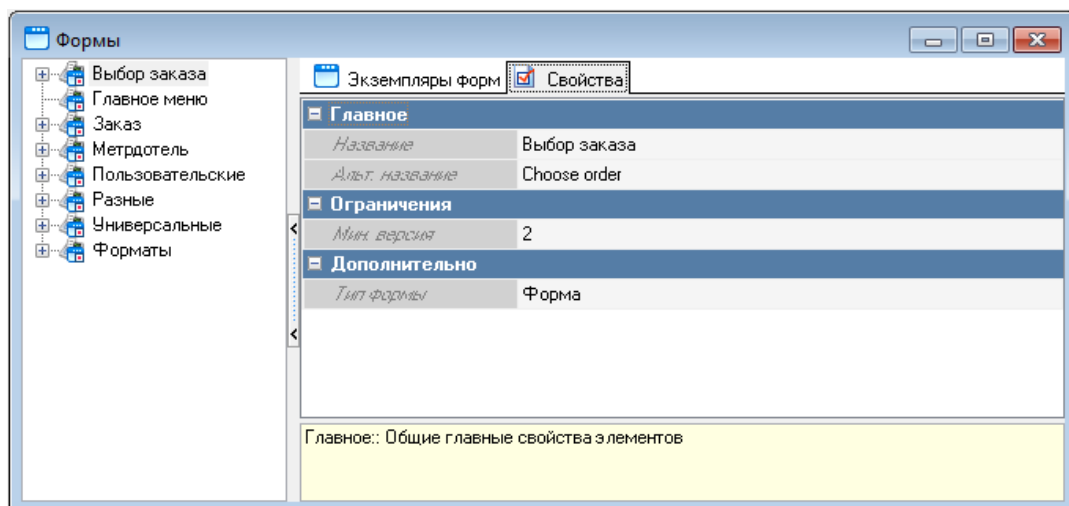 Формы
Выбор заказа
Главное меню
Заказ
Метрдотель
Пользовательские
Разные
Универсальные
Форматы
Экземпляры форм Свойства
Главное
Название Выбор заказа
Альт. название Choose order
Ограничения
Мин. версия 2
Дополнительно
Тип формы Форма
Главное:: Общие главные свойства элементов